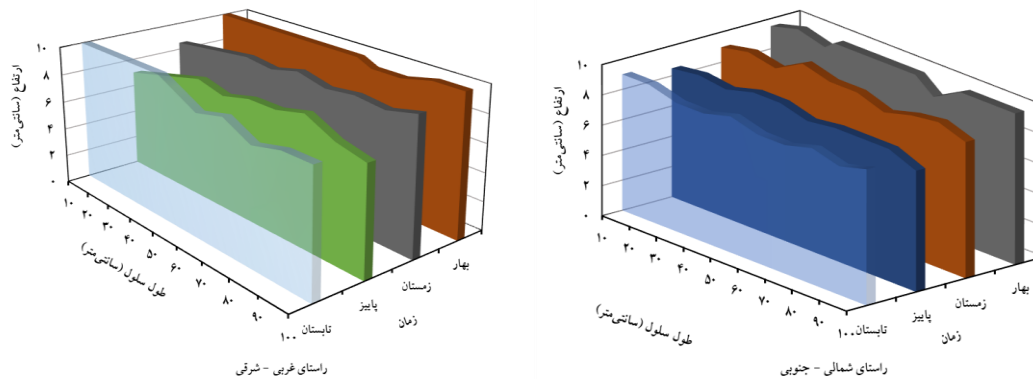 ارتفاع (سانتی‌متر)
۱۰
۸
۶
۴
۲
۰
۱۰
۲۰
۳۰
۴۰
۵۰
۶۰
۷۰
۸۰
۹۰
۱۰۰
طول سلول (سانتی‌متر)
تابستان
پاییز
زمستان
بهار
زمان
راستای غربی - شرقی
ارتفاع (سانتی‌متر)
۱۰
۸
۶
۴
۲
۰
۱۰
۲۰
۳۰
۴۰
۵۰
۶۰
۷۰
۸۰
۹۰
۱۰۰
طول سلول (سانتی‌متر)
تابستان
پاییز
زمستان
بهار
زمان
راستای شمالی - جنوبی